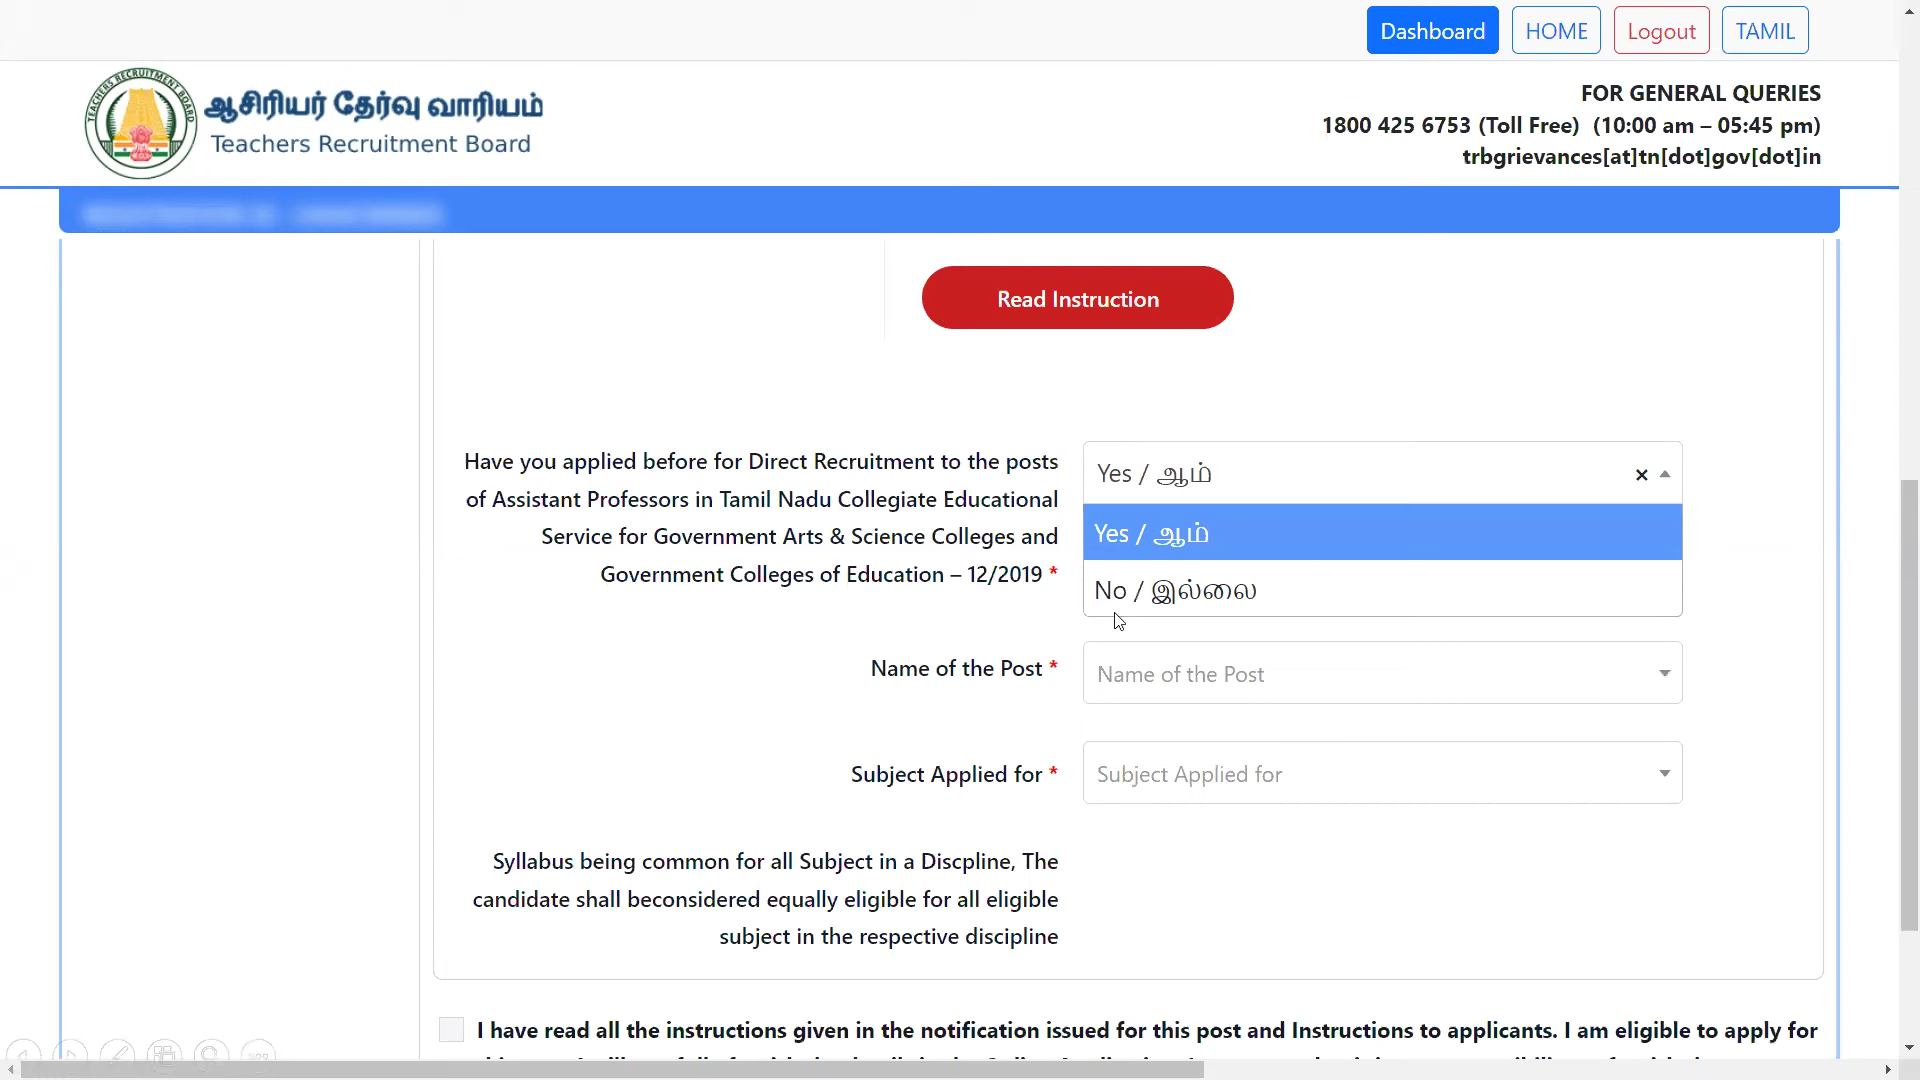 Dashboard
HOME
Logout
TAMIL
ஆசிரியர் தேர்வு வாரியம்
Teachers Recruitment Board
TEACHERS RECRUITMENT BOARD
FOR GENERAL QUERIES
1800 425 6753 (Toll Free) (10:00 am – 05:45 pm)
trbgrievances[at]tn[dot]gov[dot]in
Read Instruction
Have you applied before for Direct Recruitment to the posts
of Assistant Professors in Tamil Nadu Collegiate Educational
Service for Government Arts & Science Colleges and
Government Colleges of Education – 12/2019 *
Yes / ஆம்
Yes / ஆம்
No / இல்லை
Name of the Post *
Name of the Post
Subject Applied for *
Subject Applied for
Syllabus being common for all Subject in a Discpline, The
candidate shall beconsidered equally eligible for all eligible
subject in the respective discipline
I have read all the instructions given in the notification issued for this post and Instructions to applicants. I am eligible to apply for